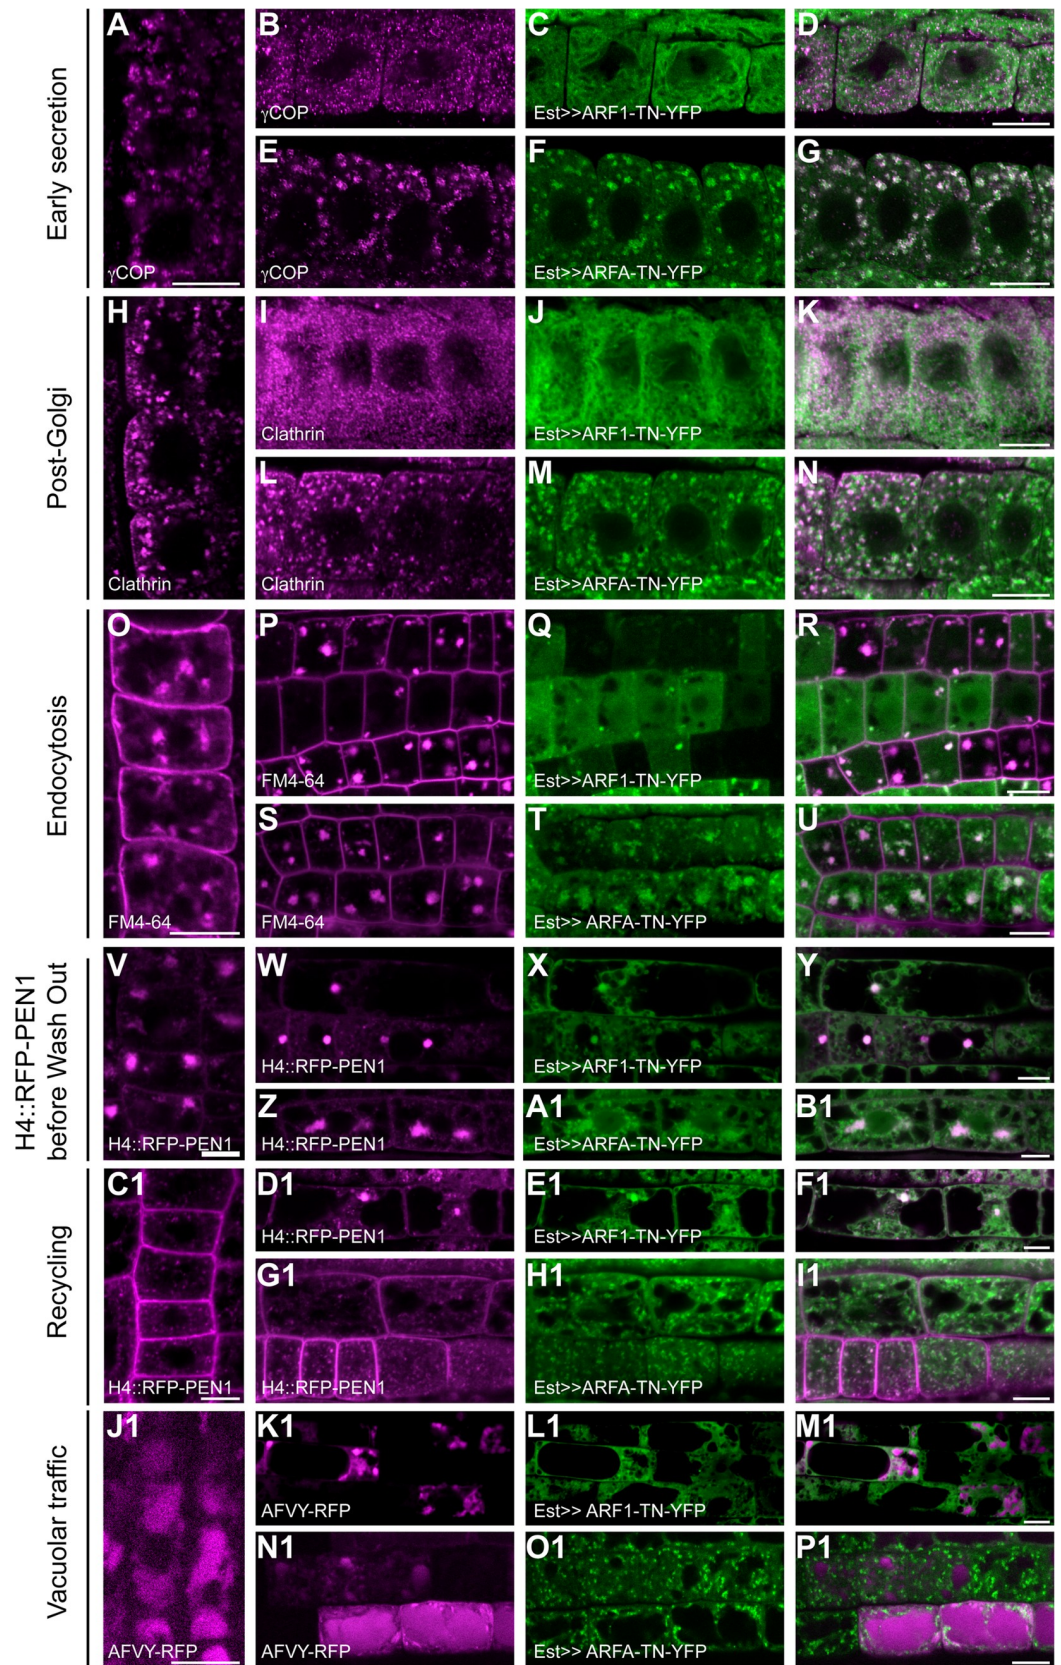 Early secretion
A
γCOP
B
γCOP
C
Est>>ARF1-TN-YFP
D
E
γCOP
F
Est>>ARFA-TN-YFP
G
Post-Golgi
H
Clathrin
I
Clathrin
J
Est>>ARF1-TN-YFP
K
L
Clathrin
M
Est>>ARFA-TN-YFP
N
Endocytosis
O
FM4-64
P
FM4-64
Q
Est>>ARF1-TN-YFP
R
S
FM4-64
T
Est>> ARFA-TN-YFP
U
H4::RFP-PEN1
before Wash Out
V
H4::RFP-PEN1
W
H4::RFP-PEN1
X
Est>>ARF1-TN-YFP
Y
Z
H4::RFP-PEN1
A1
Est>>ARFA-TN-YFP
B1
Recycling
C1
H4::RFP-PEN1
D1
H4::RFP-PEN1
E1
Est>>ARF1-TN-YFP
F1
G1
H4::RFP-PEN1
H1
Est>>ARFA-TN-YFP
I1
Vacuolar traffic
J1
AFVY-RFP
K1
AFVY-RFP
L1
Est>> ARF1-TN-YFP
M1
N1
AFVY-RFP
O1
Est>>ARFA-TN-YFP
P1